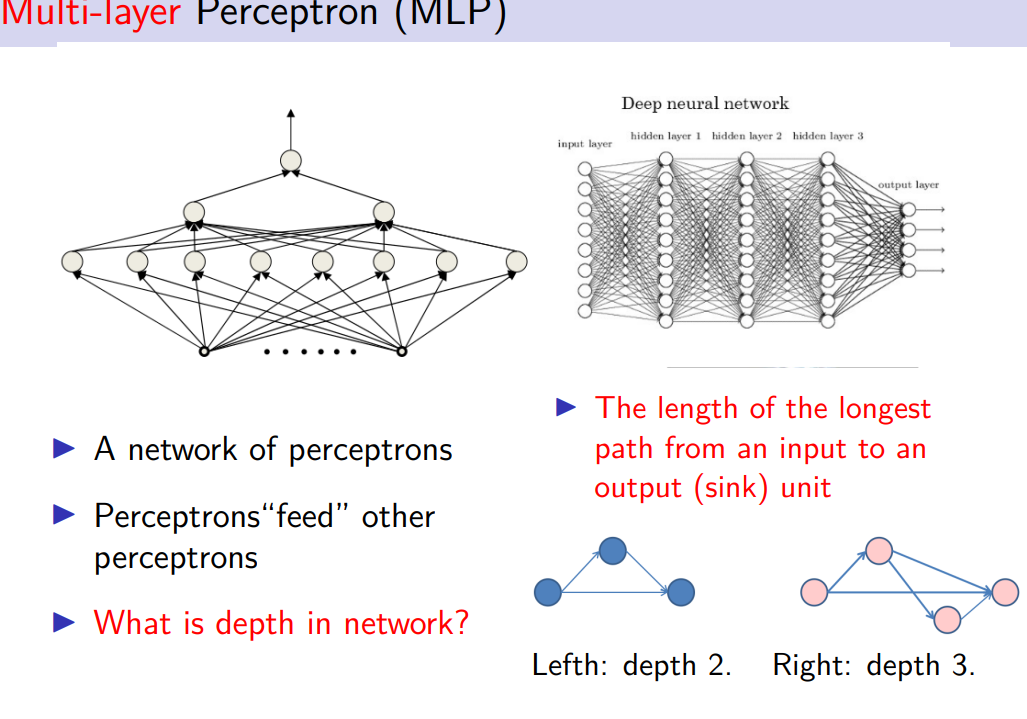 Multi-layer Perceptron (MLP)
Deep neural network
input layer
hidden layer 1 hidden layer 2 hidden layer 3
output layer
▶ A network of perceptrons
▶ Perceptrons“feed” other
perceptrons
▶ What is depth in network?
▶ The length of the longest
path from an input to an
output (sink) unit
Lefth: depth 2. Right: depth 3.